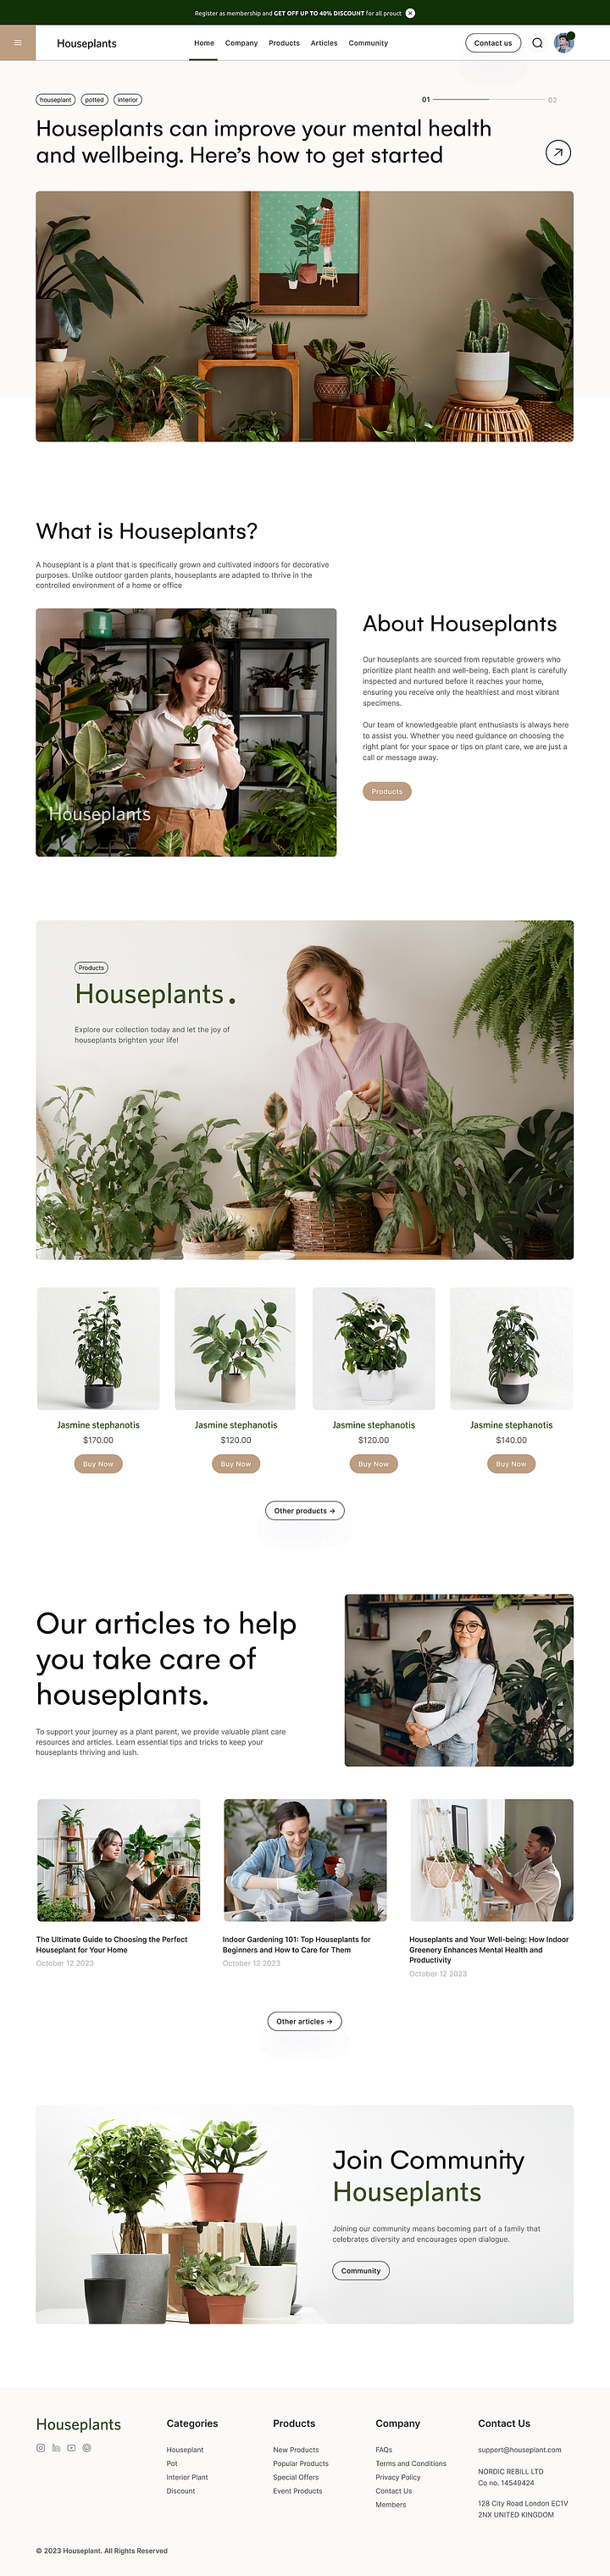 Register as membership and GET OFF UP TO 40% DISCOUNT for all prouct
Houseplants
Home Company Products Articles Community
Contact us
houseplant potted interior
01 02
Houseplants can improve your mental health
and wellbeing. Here’s how to get started
What is Houseplants?
A houseplant is a plant that is specifically grown and cultivated indoors for decorative
purposes. Unlike outdoor garden plants, houseplants are adapted to thrive in the
controlled environment of a home or office
Houseplants
About Houseplants
Our houseplants are sourced from reputable growers who
prioritize plant health and well-being. Each plant is carefully
inspected and nurtured before it reaches your home,
ensuring you receive only the healthiest and most vibrant
specimens.
Our team of knowledgeable plant enthusiasts is always here
to assist you. Whether you need guidance on choosing the
right plant for your space or tips on plant care, we are just a
call or message away.
Products
Products
Houseplants.
Explore our collection today and let the joy of
houseplants brighten your life!
Jasmine stephanotis
$170.00
Buy Now
Jasmine stephanotis
$120.00
Buy Now
Jasmine stephanotis
$120.00
Buy Now
Jasmine stephanotis
$140.00
Buy Now
Other products →
Our articles to help
you take care of
houseplants.
To support your journey as a plant parent, we provide valuable plant care
resources and articles. Learn essential tips and tricks to keep your
houseplants thriving and lush.
The Ultimate Guide to Choosing the Perfect
Houseplant for Your Home
October 12 2023
Indoor Gardening 101: Top Houseplants for
Beginners and How to Care for Them
October 12 2023
Houseplants and Your Well-being: How Indoor
Greenery Enhances Mental Health and
Productivity
October 12 2023
Other articles →
Join Community
Houseplants
Joining our community means becoming part of a family that
celebrates diversity and encourages open dialogue.
Community
Houseplants
Categories
Houseplant
Pot
Interior Plant
Discount
Products
New Products
Popular Products
Special Offers
Event Products
Company
FAQs
Terms and Conditions
Privacy Policy
Contact Us
Members
Contact Us
support@houseplant.com
NORDIC REBILL LTD
Co no. 14549424
128 City Road London EC1V
2NX UNITED KINGDOM
© 2023 Houseplant. All Rights Reserved